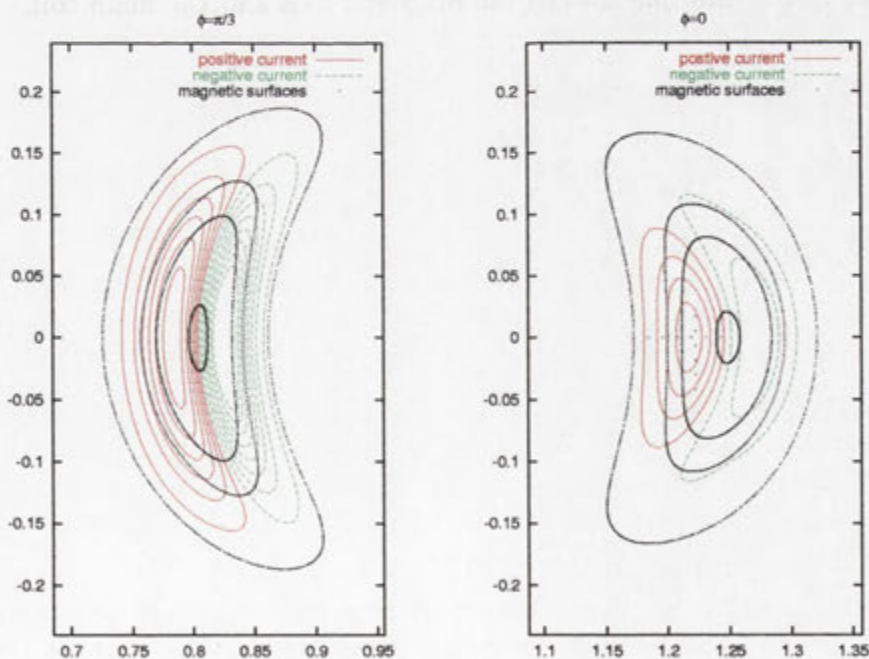 ϕ=π/3
positive current
negative current
magnetic surfaces
0.2
0.15
0.1
0.05
0
-0.05
-0.1
-0.15
-0.2
0.7 0.75 0.8 0.85 0.9 0.95
ϕ=0
postive current
negative current
magnetic surfaces
0.2
0.15
0.1
0.05
0
-0.05
-0.1
-0.15
-0.2
1.1 1.15 1.2 1.25 1.3 1.35